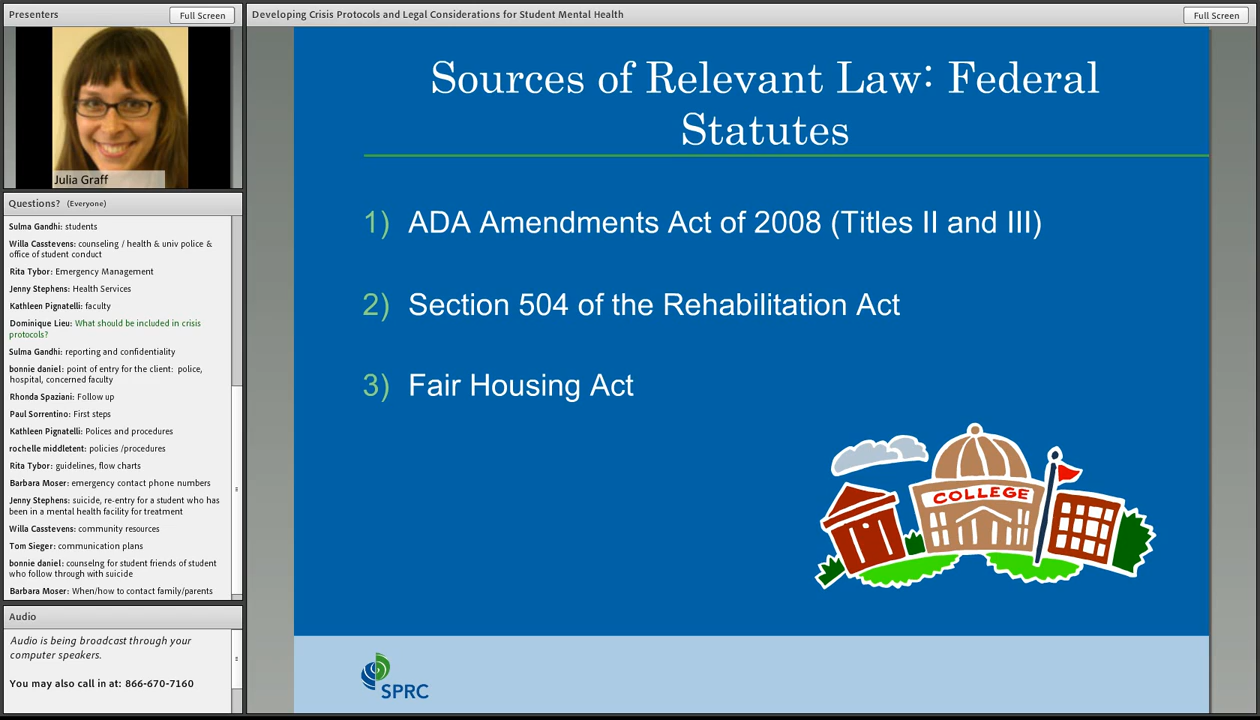 Presenters
Full Screen
Julia Graff
Questions? (Everyone)
Sulma Gandhi: students
Willa Casstevens: counseling / health & univ police &
office of student conduct
Rita Tybor: Emergency Management
Jenny Stephens: Health Services
Kathleen Pignatelli: faculty
Dominique Lieu: What should be included in crisis
protocols?
Sulma Gandhi: reporting and confidentiality
bonnie daniel: point of entry for the client: police,
hospital, concerned faculty
Rhonda Spaziani: Follow up
Paul Sorrentino: First steps
Kathleen Pignatelli: Polices and procedures
rochelle middletent: policies /procedures
Rita Tybor: guidelines, flow charts
Barbara Moser: emergency contact phone numbers
Jenny Stephens: suicide, re-entry for a student who has
been in a mental health facility for treatment
Willa Casstevens: community resources
Tom Sieger: communication plans
bonnie daniel: counselng for student friends of student
who follow through with suicide
Barbara Moser: When/how to contact family/parents
Audio
Audio is being broadcast through your
computer speakers.
You may also call in at: 866-670-7160
Developing Crisis Protocols and Legal Considerations for Student Mental Health
Full Screen
Sources of Relevant Law: Federal
Statutes
1) ADA Amendments Act of 2008 (Titles II and III)
2) Section 504 of the Rehabilitation Act
3) Fair Housing Act
COLLEGE
SPRC